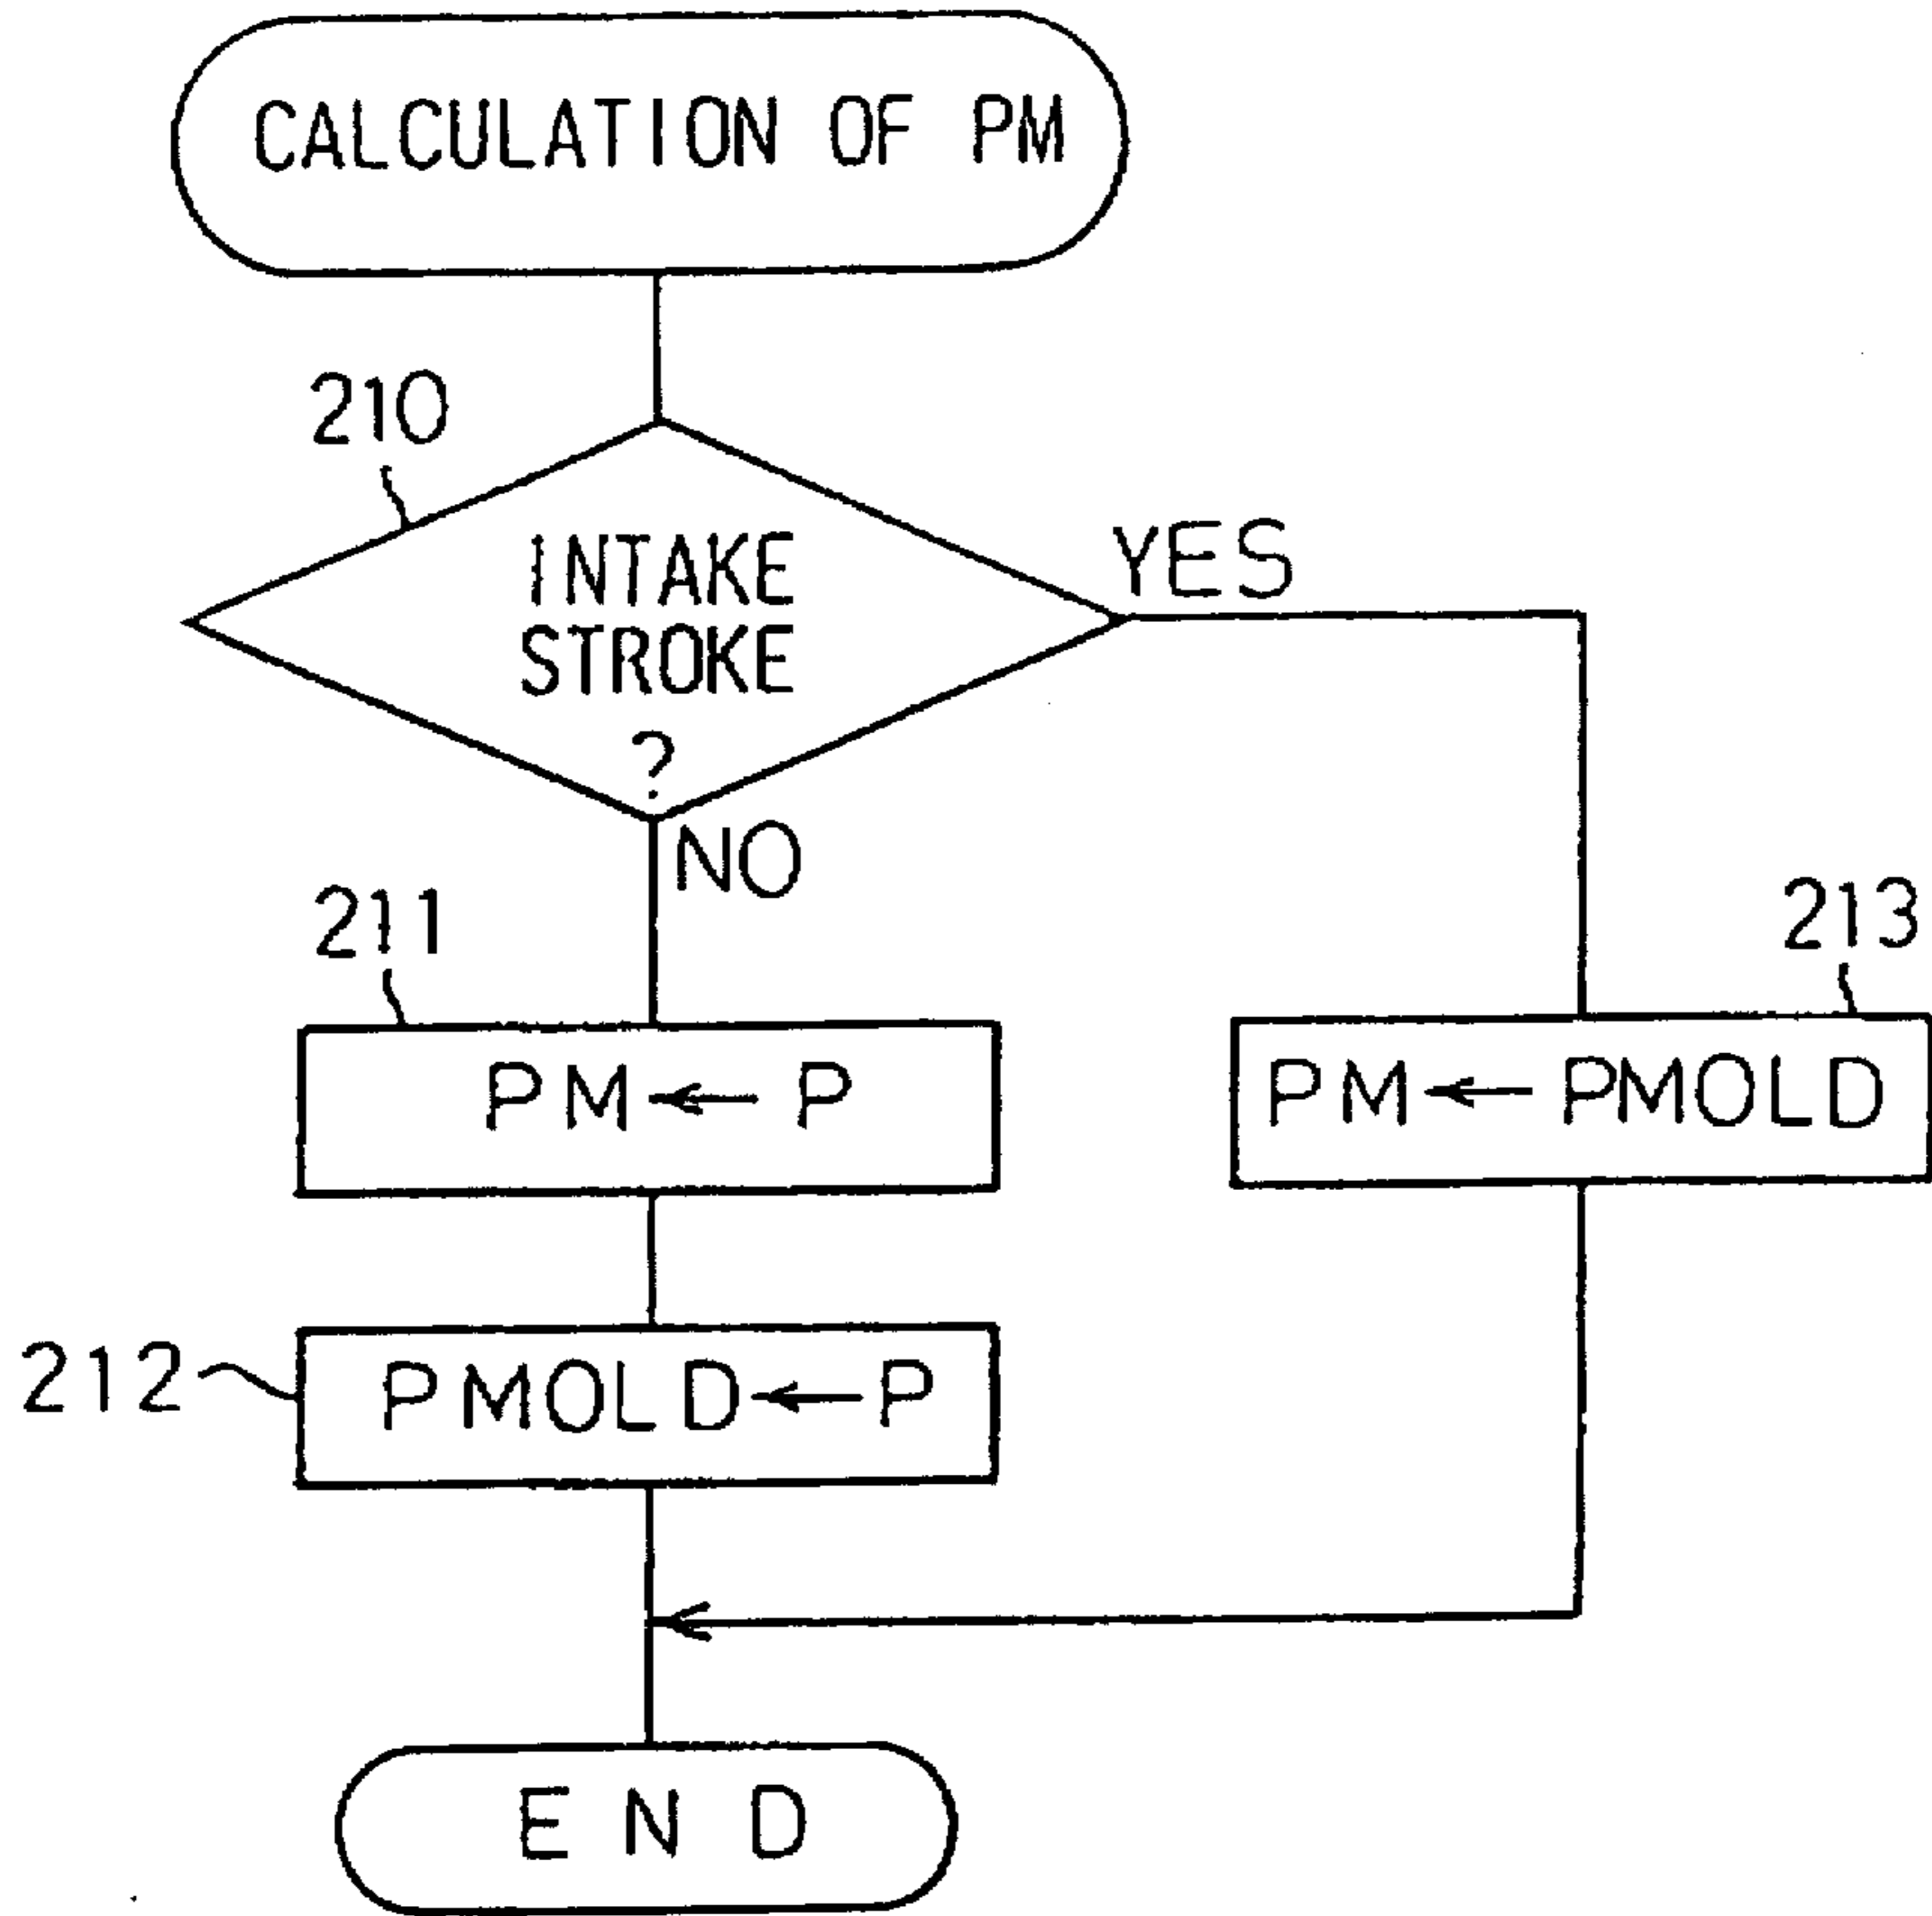 CALCULATION OF PM
210
INTAKE
STROKE
?
YES
NO
211
213
PM ← P
PM ← PMOLD
212
PMOLD ← P
END